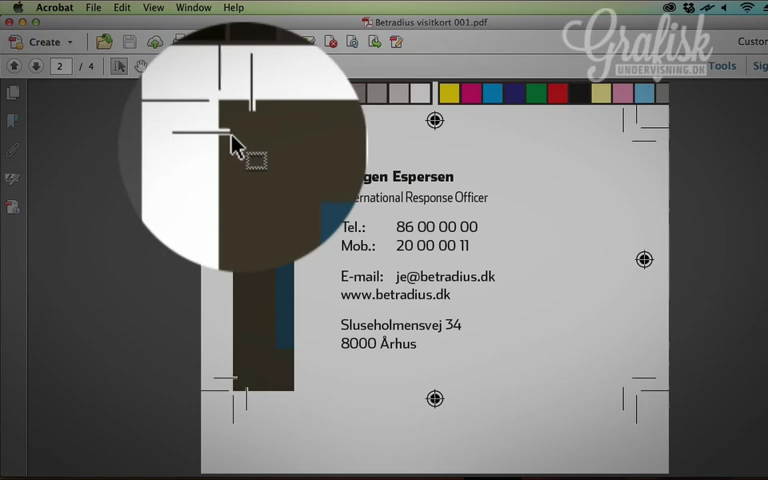 Acrobat File Edit View Window Help
Betradius visitkort 001.pdf
Grafisk
UNDERVISNING.DK
Create
Custo
2 / 4
Tools
Sig
gen Espersen
ernational Response Officer
Tel.: 86 00 00 00
Mob.: 20 00 00 11
E-mail: je@betradius.dk
www.betradius.dk
Sluseholmensvej 34
8000 Århus